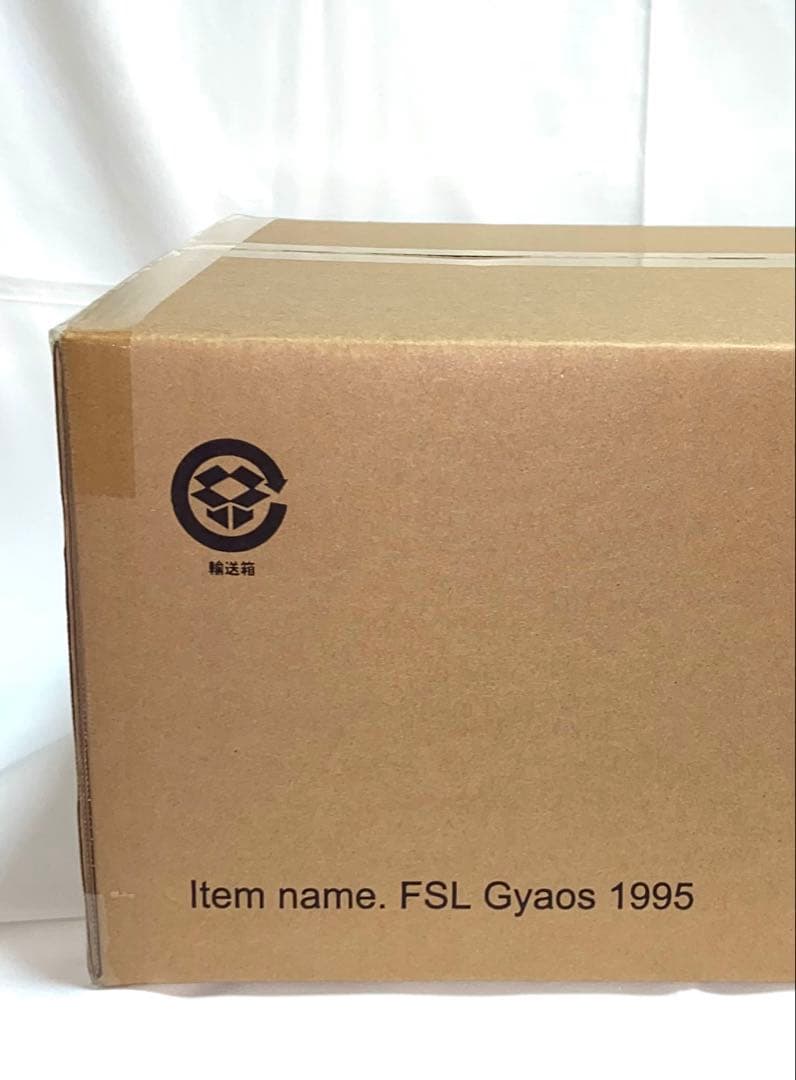 輸送箱
Item name. FSL Gyaos 1995